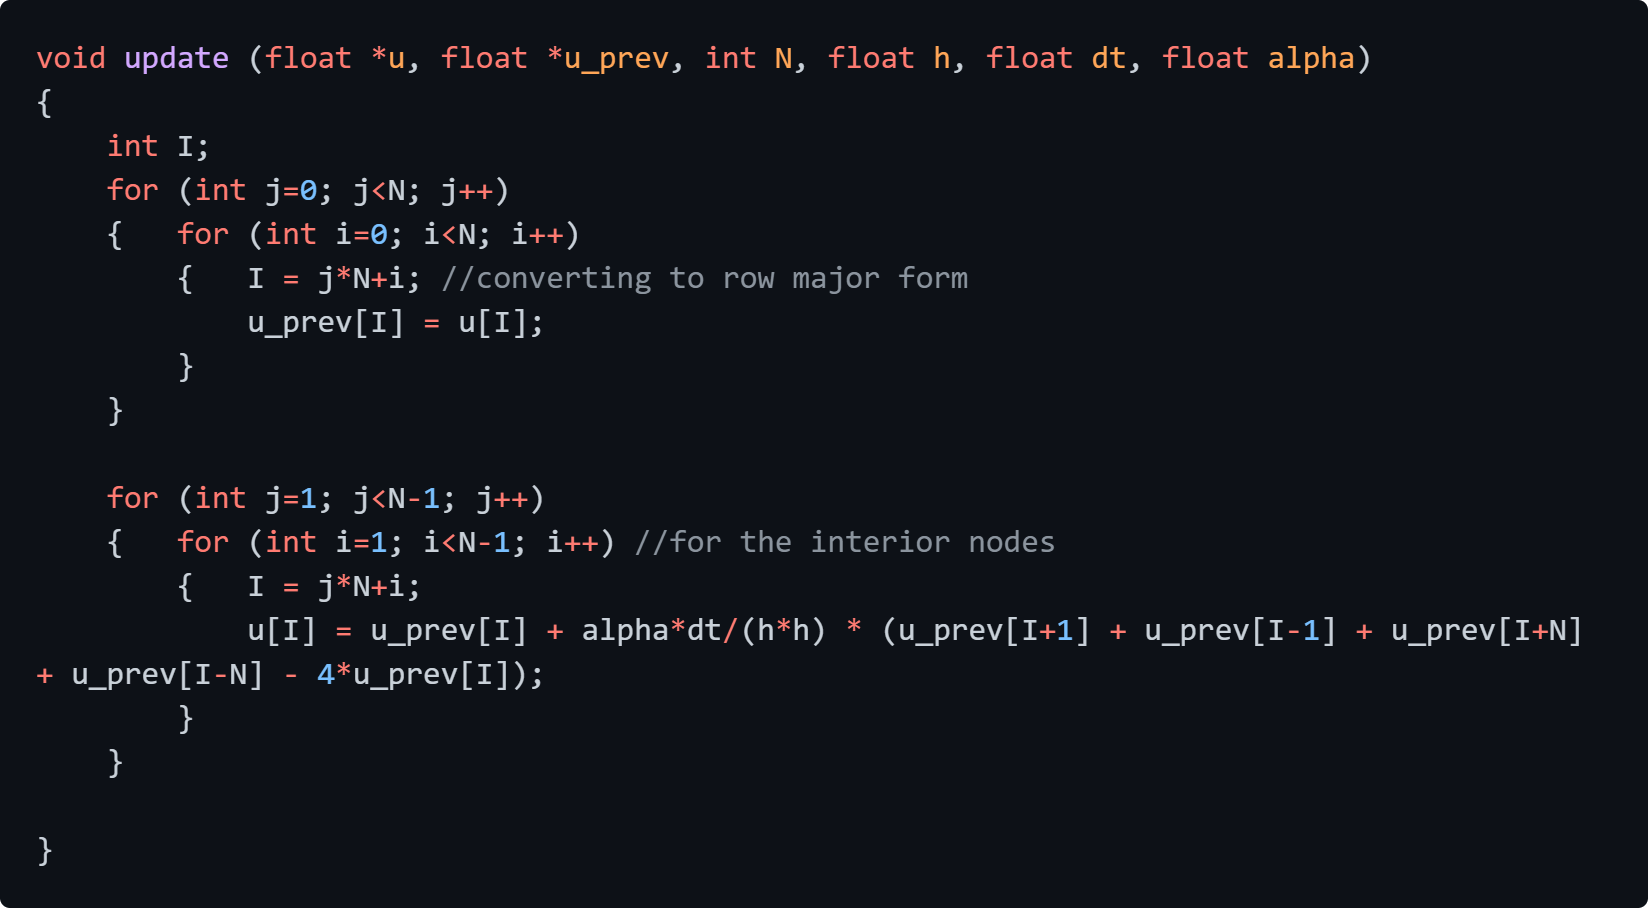 void update (float *u, float *u_prev, int N, float h, float dt, float alpha)
{
    int I;
    for (int j=0; j<N; j++)
    {   for (int i=0; i<N; i++)
        {   I = j*N+i; //converting to row major form
            u_prev[I] = u[I];
        }
    }

    for (int j=1; j<N-1; j++)
    {   for (int i=1; i<N-1; i++) //for the interior nodes
        {   I = j*N+i;
            u[I] = u_prev[I] + alpha*dt/(h*h) * (u_prev[I+1] + u_prev[I-1] + u_prev[I+N]
+ u_prev[I-N] - 4*u_prev[I]);
        }
    }

}